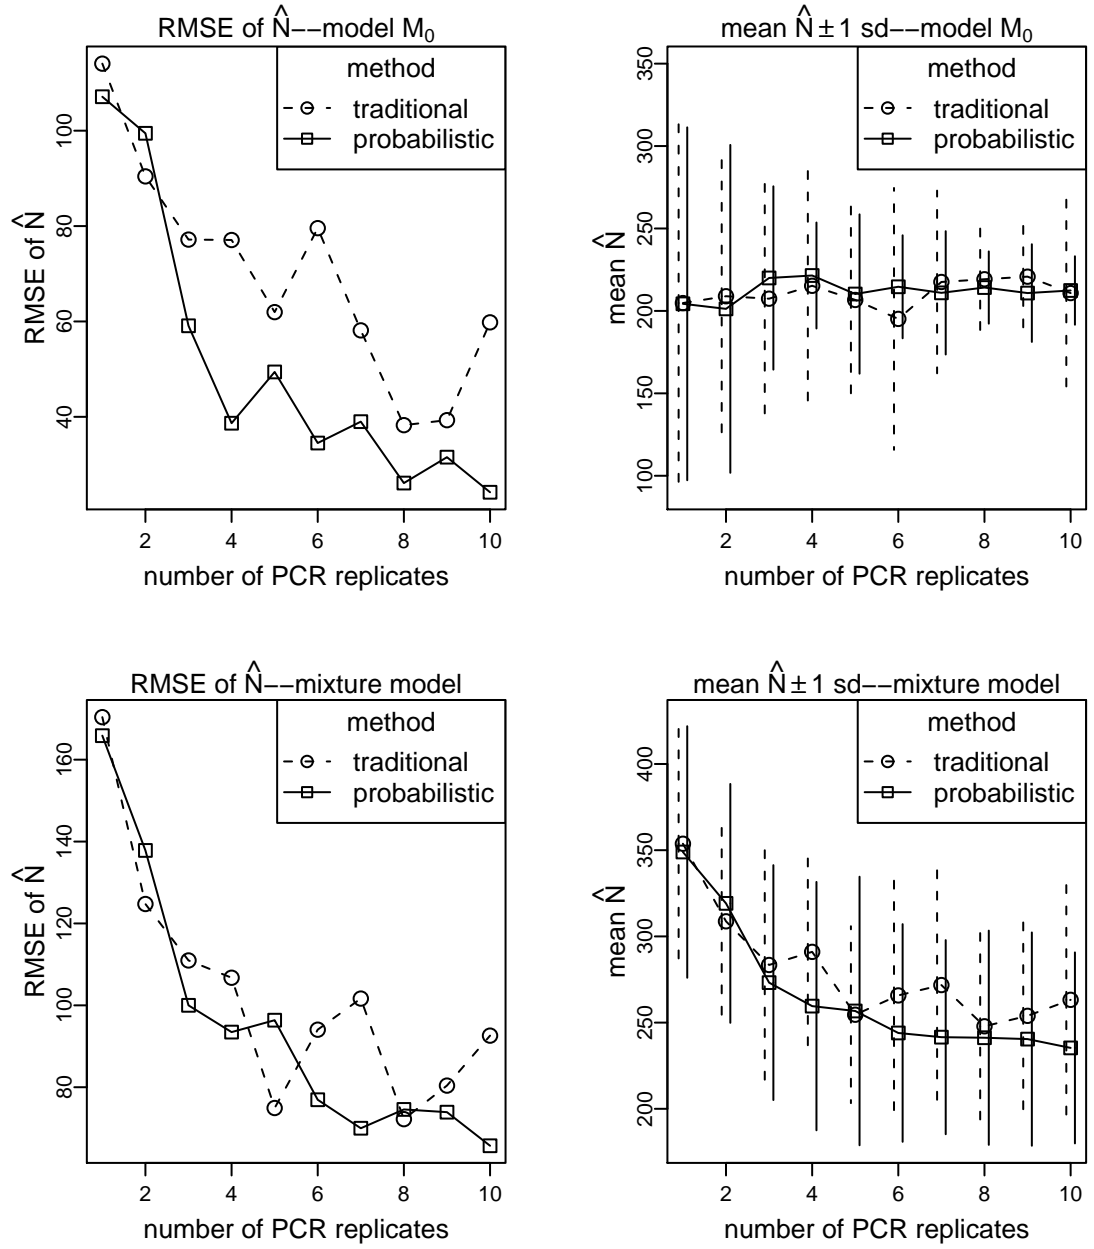 RMSE of N̂−−model M₀
method
traditional
probabilistic
RMSE of N̂
40
60
80
100
2 4 6 8 10
number of PCR replicates
mean N̂ ± 1 sd−−model M₀
method
traditional
probabilistic
mean N̂
100
150
200
250
300
350
2 4 6 8 10
number of PCR replicates
RMSE of N̂−−mixture model
method
traditional
probabilistic
RMSE of N̂
80
100
120
140
160
2 4 6 8 10
number of PCR replicates
mean N̂ ± 1 sd−−mixture model
method
traditional
probabilistic
mean N̂
200
250
300
350
400
2 4 6 8 10
number of PCR replicates